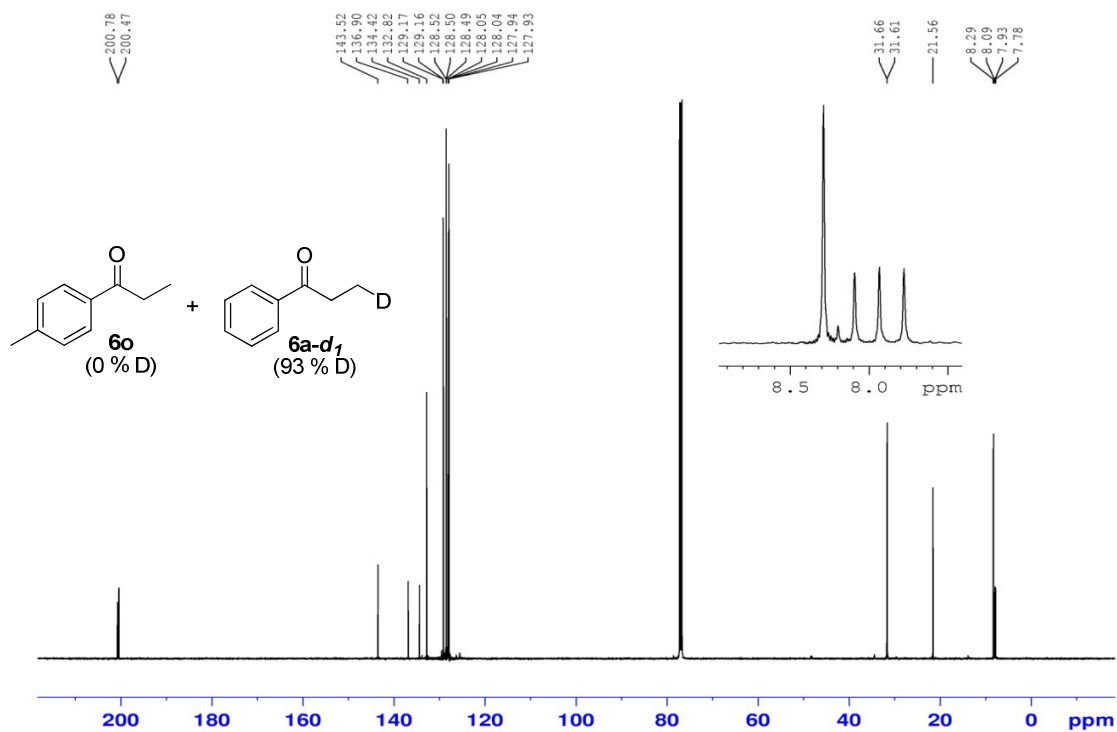 200.78
200.47
143.52
136.90
134.42
132.82
129.17
129.16
128.52
128.50
128.49
128.05
128.04
127.94
127.93
31.66
31.61
21.56
8.29
8.09
7.93
7.78
O
6o
(0 % D)
+
O
D
6a-d1
(93 % D)
8.5 8.0 ppm
200 180 160 140 120 100 80 60 40 20 0 ppm